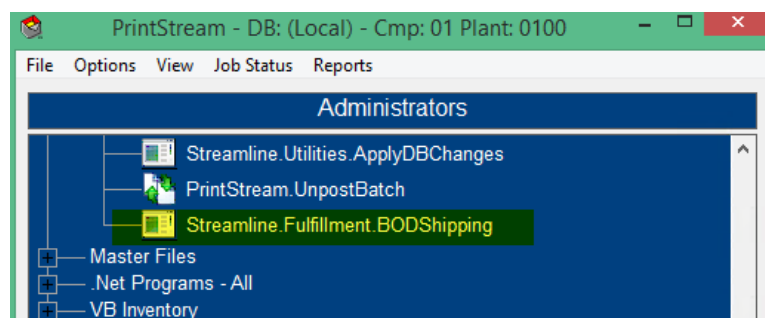 PrintStream - DB: (Local) - Cmp: 01 Plant: 0100
File Options View Job Status Reports
Administrators
Streamline.Utilities.ApplyDBChanges
PrintStream.UnpostBatch
Streamline.Fulfillment.BODShipping
Master Files
.Net Programs - All
VB Inventory